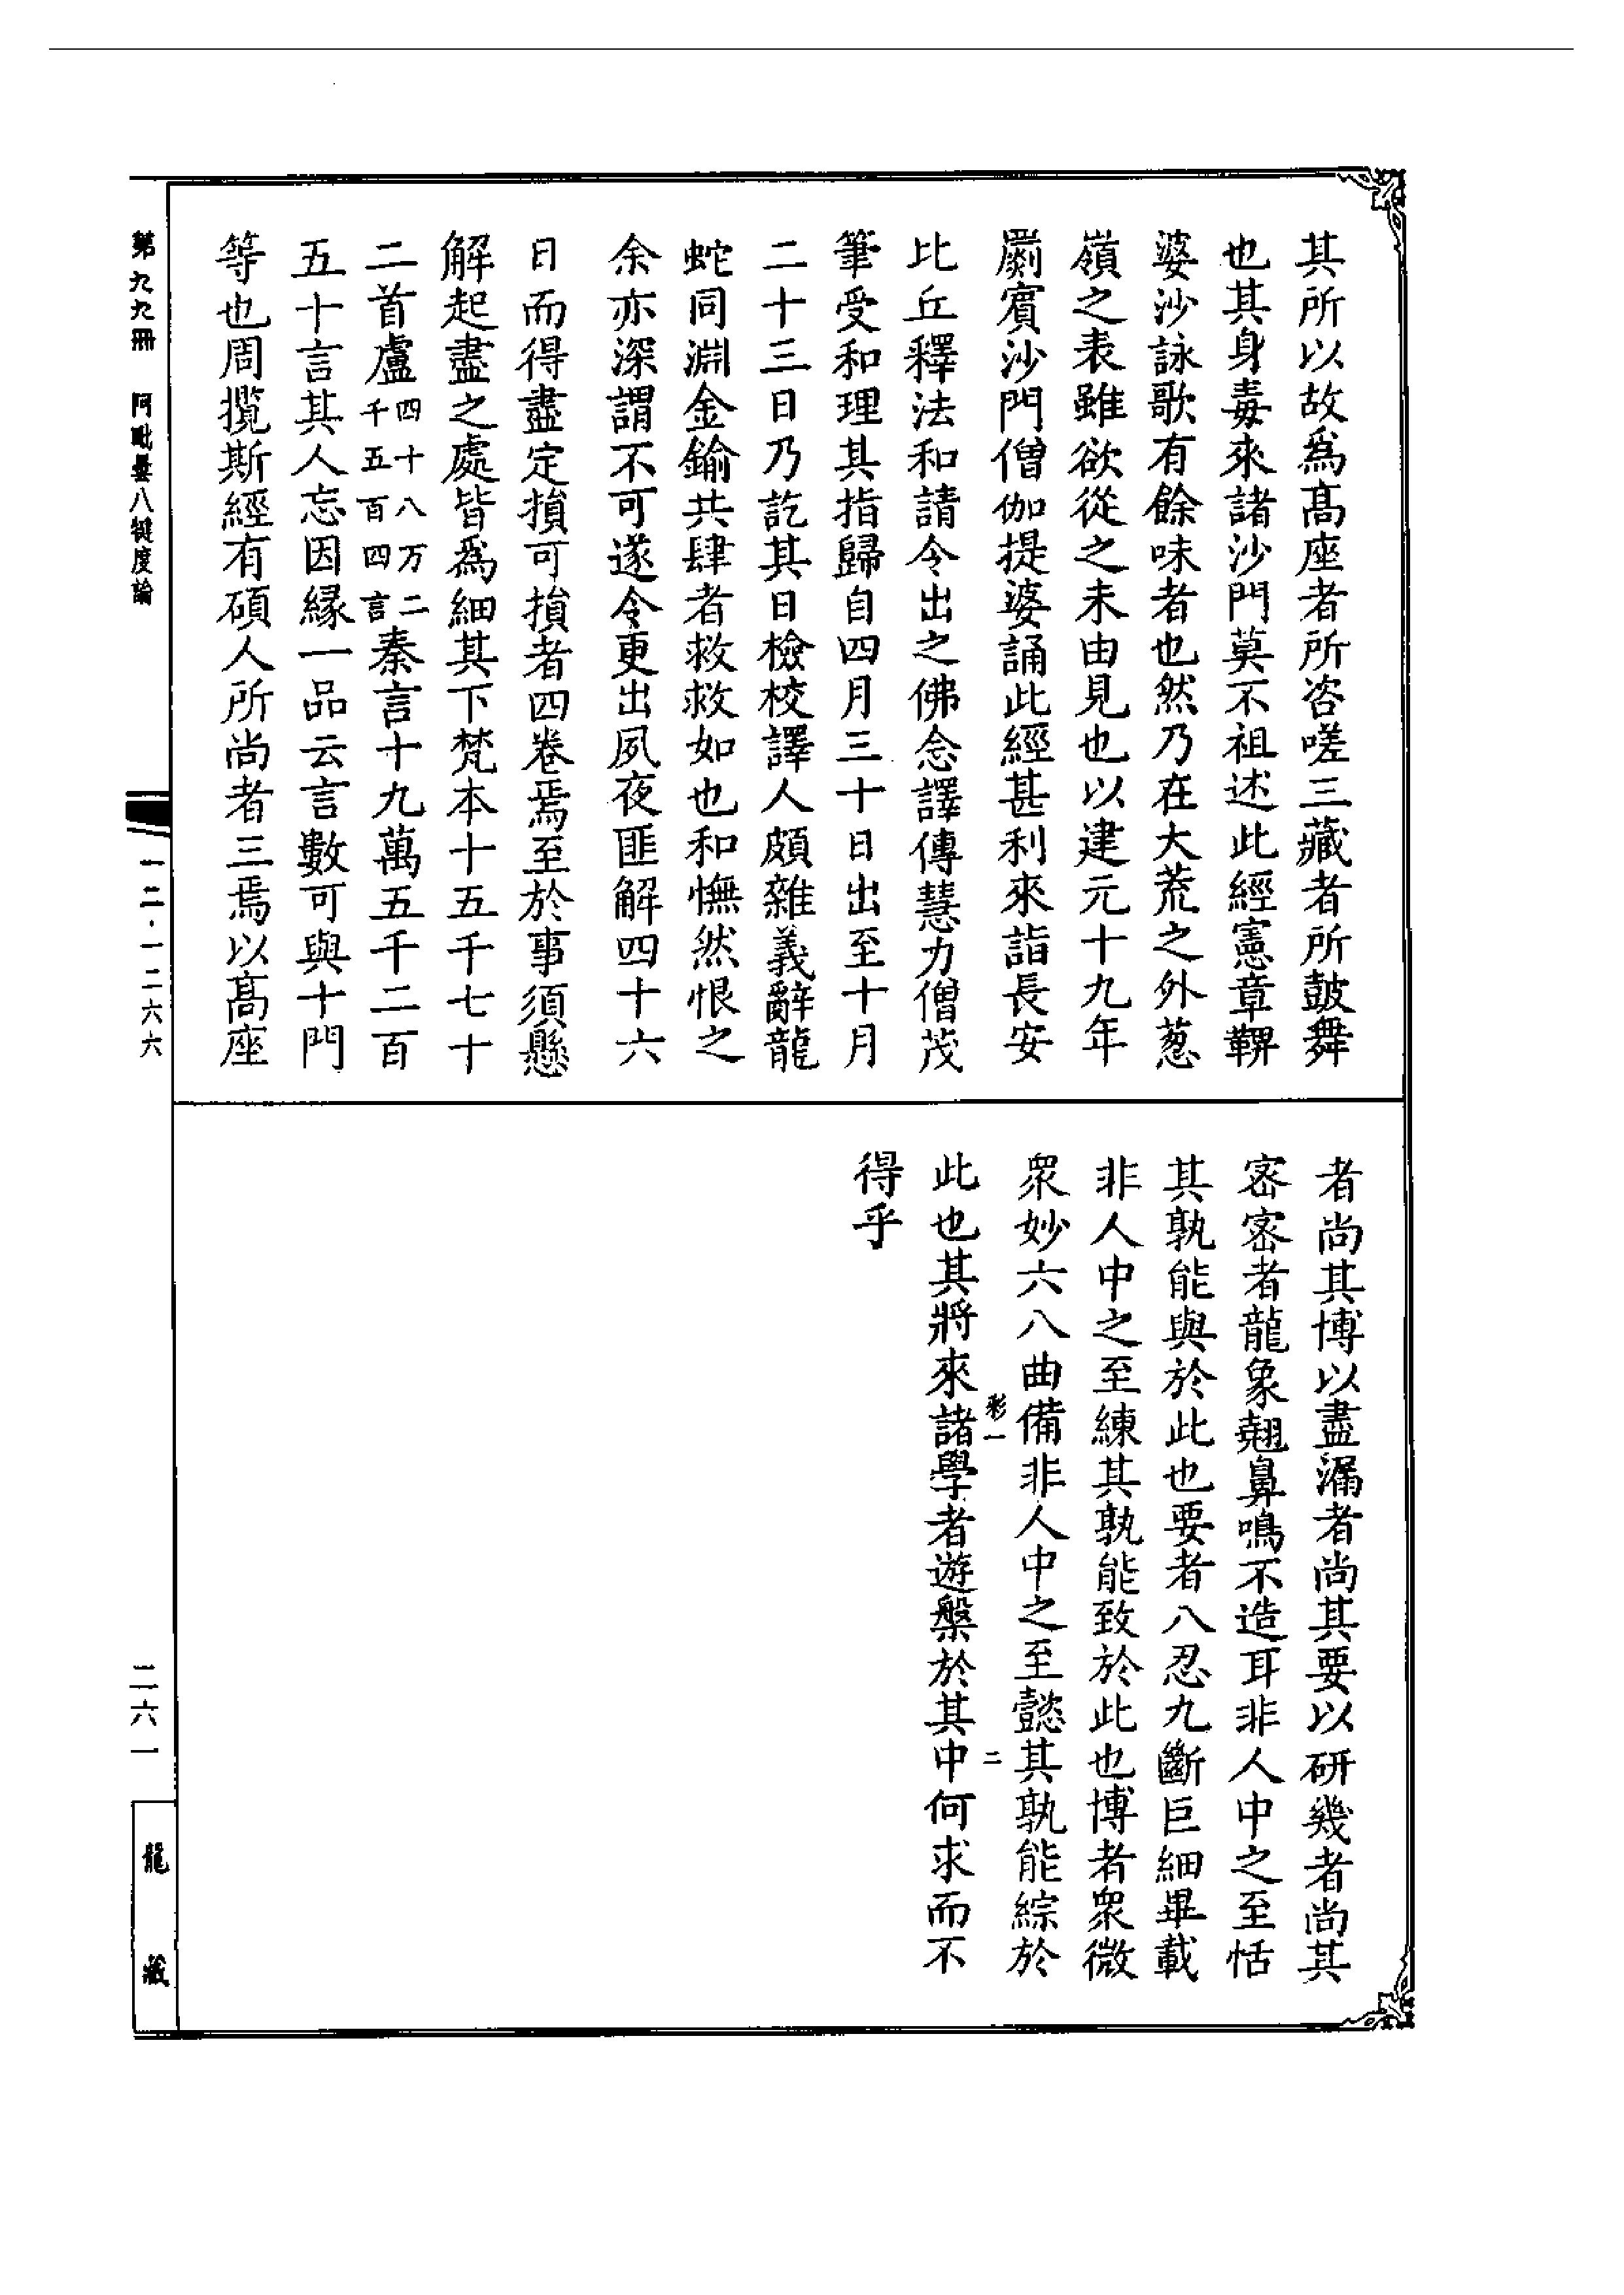 其所以故爲髙座者所咨嗟三藏者所鼓舞
也其身毒來諸沙門莫不祖述此經憲章鞞
婆沙詠歌有餘味者也然乃在大荒之外葱
嶺之表雖欲從之未由見也以建元十九年
罽賓沙門僧伽提婆誦此經甚利來詣長安
比丘釋法和請令出之佛念譯傳慧力僧茂
筆受和理其指歸自四月三十日出至十月
二十三日乃訖其日檢校譯人頗雜義辭龍
蛇同淵金鍮共肆者救救如也和憮然恨之
余亦深謂不可遂令更出夙夜匪解四十六
日而得盡定損可損者四卷焉至於事須懸
解起盡之處皆爲細其下梵本十五千七十
二首盧四十八万二千五百四言秦言十九萬五千二百
五十言其人忘因緣一品云言數可與十門
等也周攬斯經有碩人所尚者三焉以髙座
者尚其博以盡漏者尚其要以研幾者尚其
密密者龍象翹鼻鳴不造耳非人中之至恬
其孰能與於此也要者八忍九斷巨細畢載
非人中之至練其孰能致於此也博者衆微
衆妙六八曲備非人中之至懿其孰能綜於
彩一 二
此也其將來諸學者遊槃於其中何求而不
得乎
第九九冊 阿毗曇八犍度論
一二·一二六六
二六一
龍藏